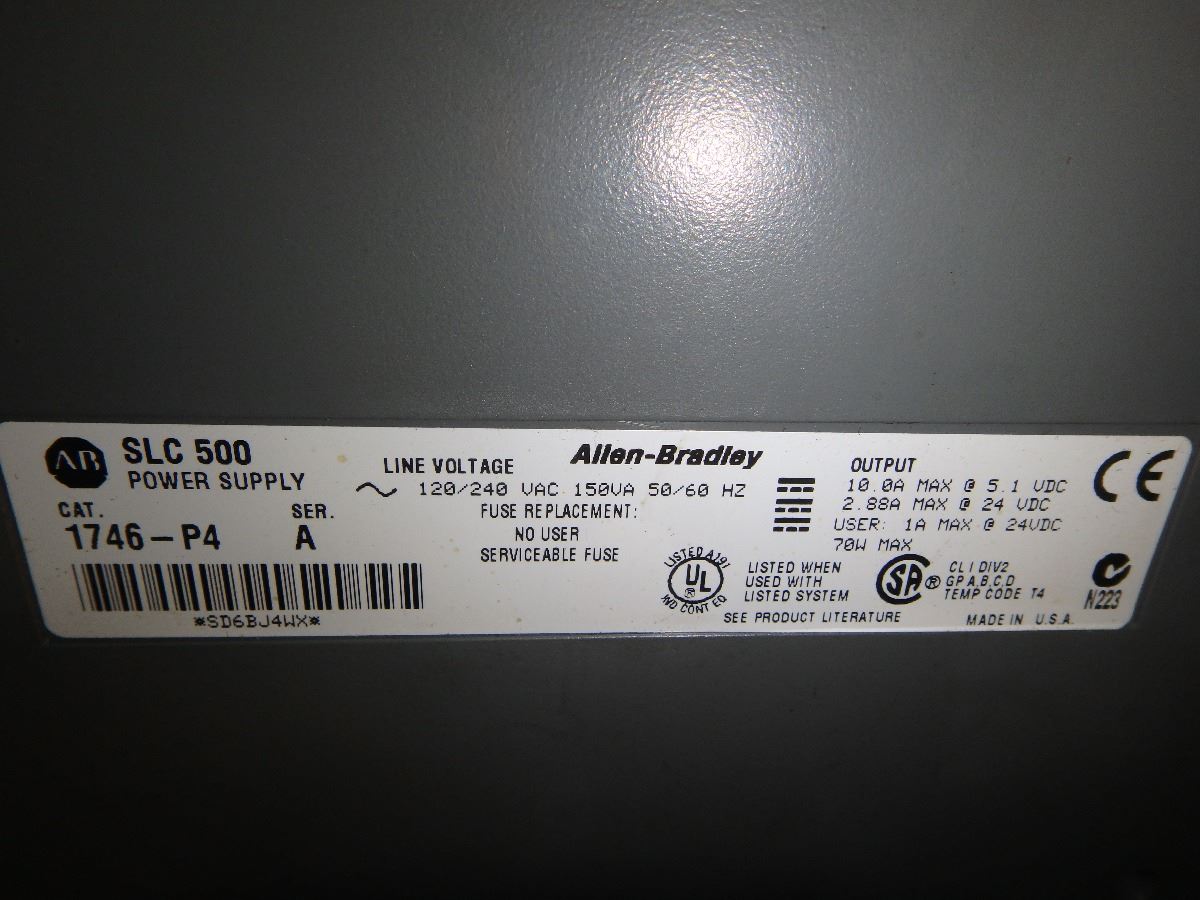 AB SLC 500
POWER SUPPLY
CAT. SER.
1746-P4 A
*SD6BJ4WX*
LINE VOLTAGE
120/240 VAC 150VA 50/60 HZ
FUSE REPLACEMENT:
NO USER
SERVICEABLE FUSE
Allen-Bradley
OUTPUT
10.0A MAX @ 5.1 VDC
2.88A MAX @ 24 VDC
USER: 1A MAX @ 24VDC
70W MAX
CE
LISTED A191
UL
IND CONT EQ
LISTED WHEN
USED WITH
LISTED SYSTEM
SA ®
CL I DIV2
GP A,B,C,D
TEMP CODE T4
N223
SEE PRODUCT LITERATURE
MADE IN U.S.A.